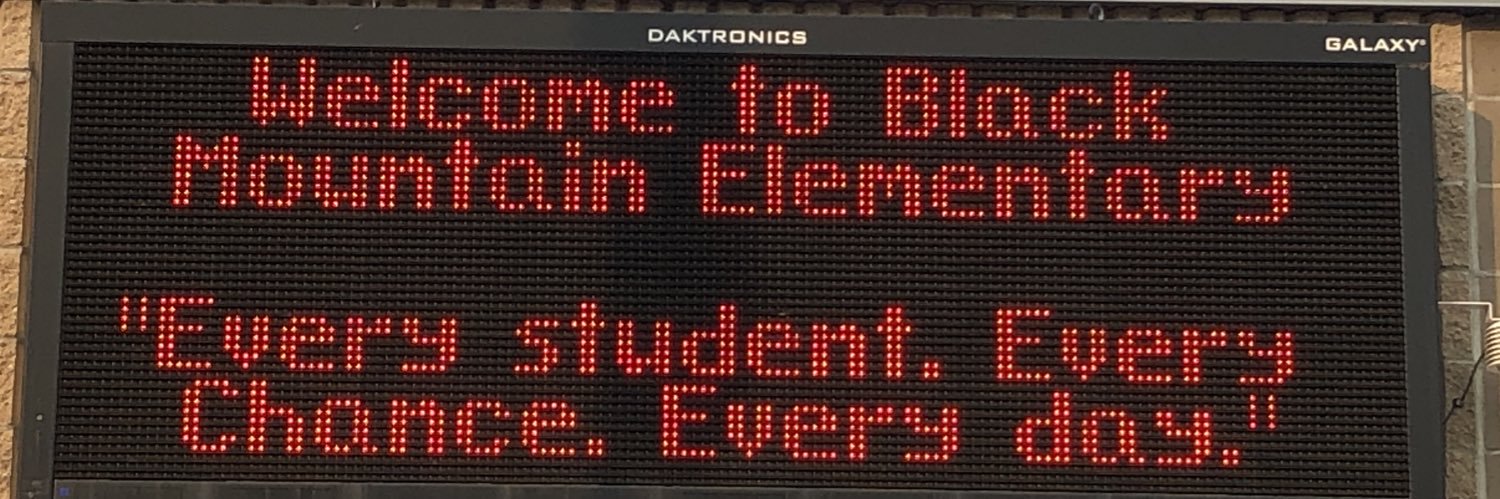 DAKTRONICS
GALAXY®
Welcome to Black
Mountain Elementary
"Every student. Every
Chance. Every day."